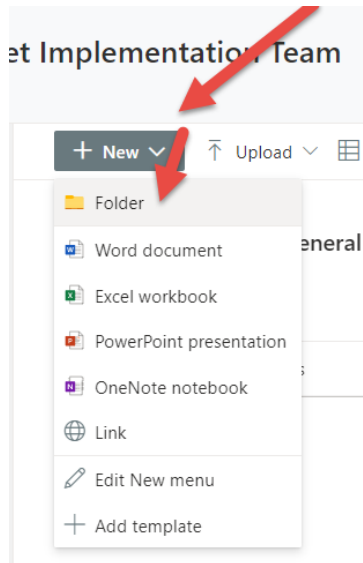 et Implementation Team
+ New
Upload
Folder
Word document
eneral
Excel workbook
PowerPoint presentation
s
OneNote notebook
Link
Edit New menu
Add template